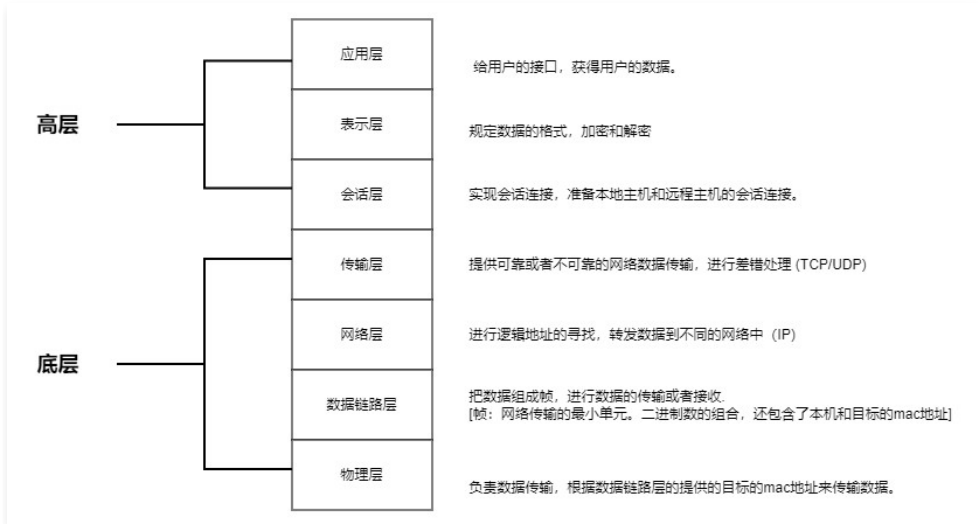 应用层
给用户的接口，获得用户的数据。
高层
表示层
规定数据的格式，加密和解密
会话层
实现会话连接，准备本地主机和远程主机的会话连接。
传输层
提供可靠或者不可靠的网络数据传输，进行差错处理 (TCP/UDP)
网络层
进行逻辑地址的寻找，转发数据到不同的网络中（IP）
底层
数据链路层
把数据组成帧，进行数据的传输或者接收.
[帧：网络传输的最小单元。二进制数的组合，还包含了本机和目标的mac地址]
物理层
负责数据传输，根据数据链路层的提供的目标的mac地址来传输数据。